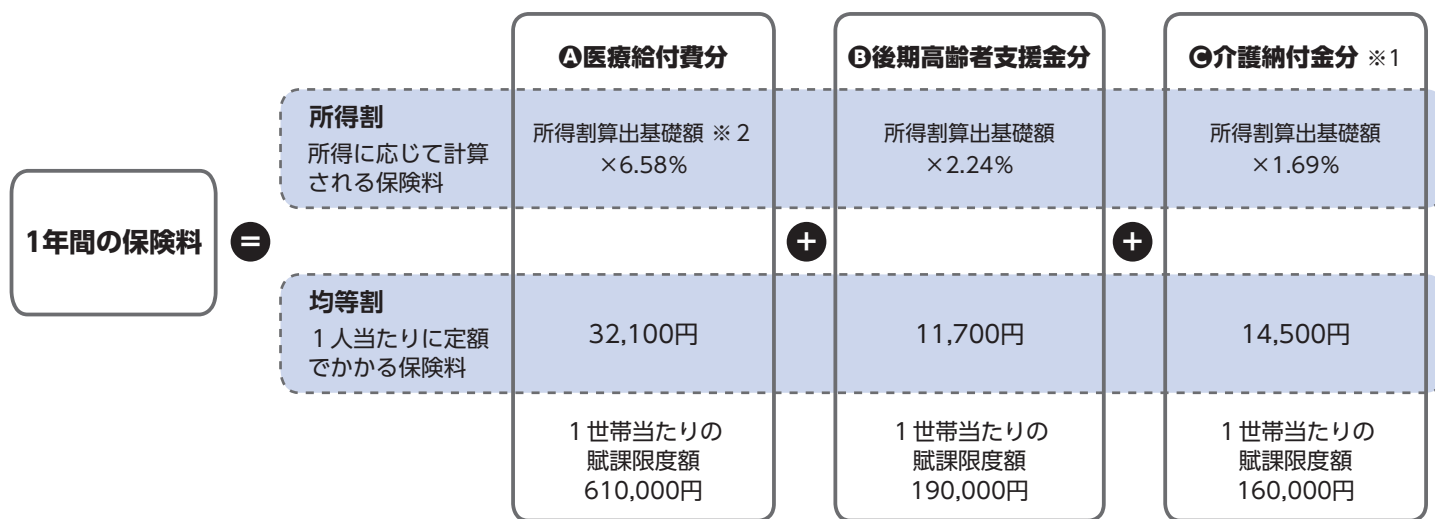 Ⓐ医療給付費分
Ⓑ後期高齢者支援金分
Ⓒ介護納付金分 ※1
所得割
所得に応じて計算
される保険料
所得割算出基礎額 ※2
×6.58%
所得割算出基礎額
×2.24%
所得割算出基礎額
×1.69%
1年間の保険料
=
+
+
均等割
1人当たりに定額
でかかる保険料
32,100円
11,700円
14,500円
1世帯当たりの
賦課限度額
610,000円
1世帯当たりの
賦課限度額
190,000円
1世帯当たりの
賦課限度額
160,000円